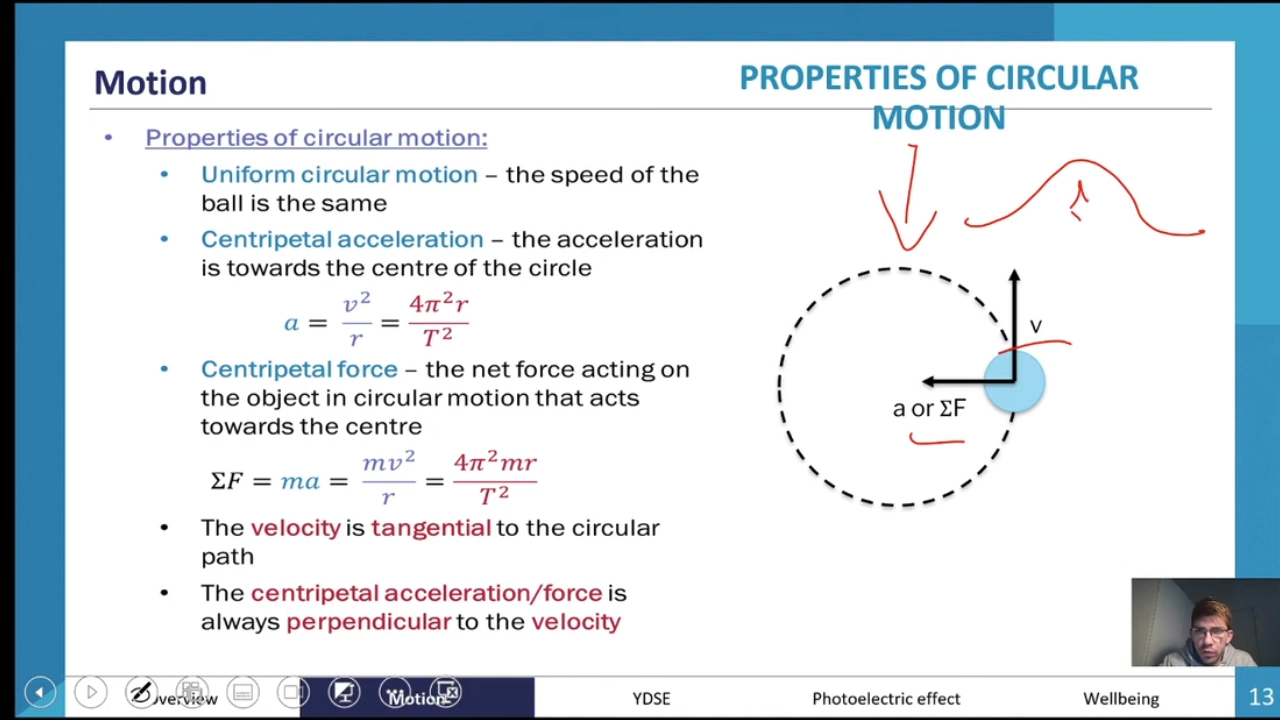 Motion
PROPERTIES OF CIRCULAR
MOTION
• Properties of circular motion:
• Uniform circular motion – the speed of the
ball is the same
• Centripetal acceleration – the acceleration
is towards the centre of the circle
a = v²/r = 4π²r/T²
• Centripetal force – the net force acting on
the object in circular motion that acts
towards the centre
ΣF = ma = mv²/r = 4π²mr/T²
• The velocity is tangential to the circular
path
• The centripetal acceleration/force is
always perpendicular to the velocity
v
a or ΣF
Overview
Motion
YDSE
Photoelectric effect
Wellbeing
13